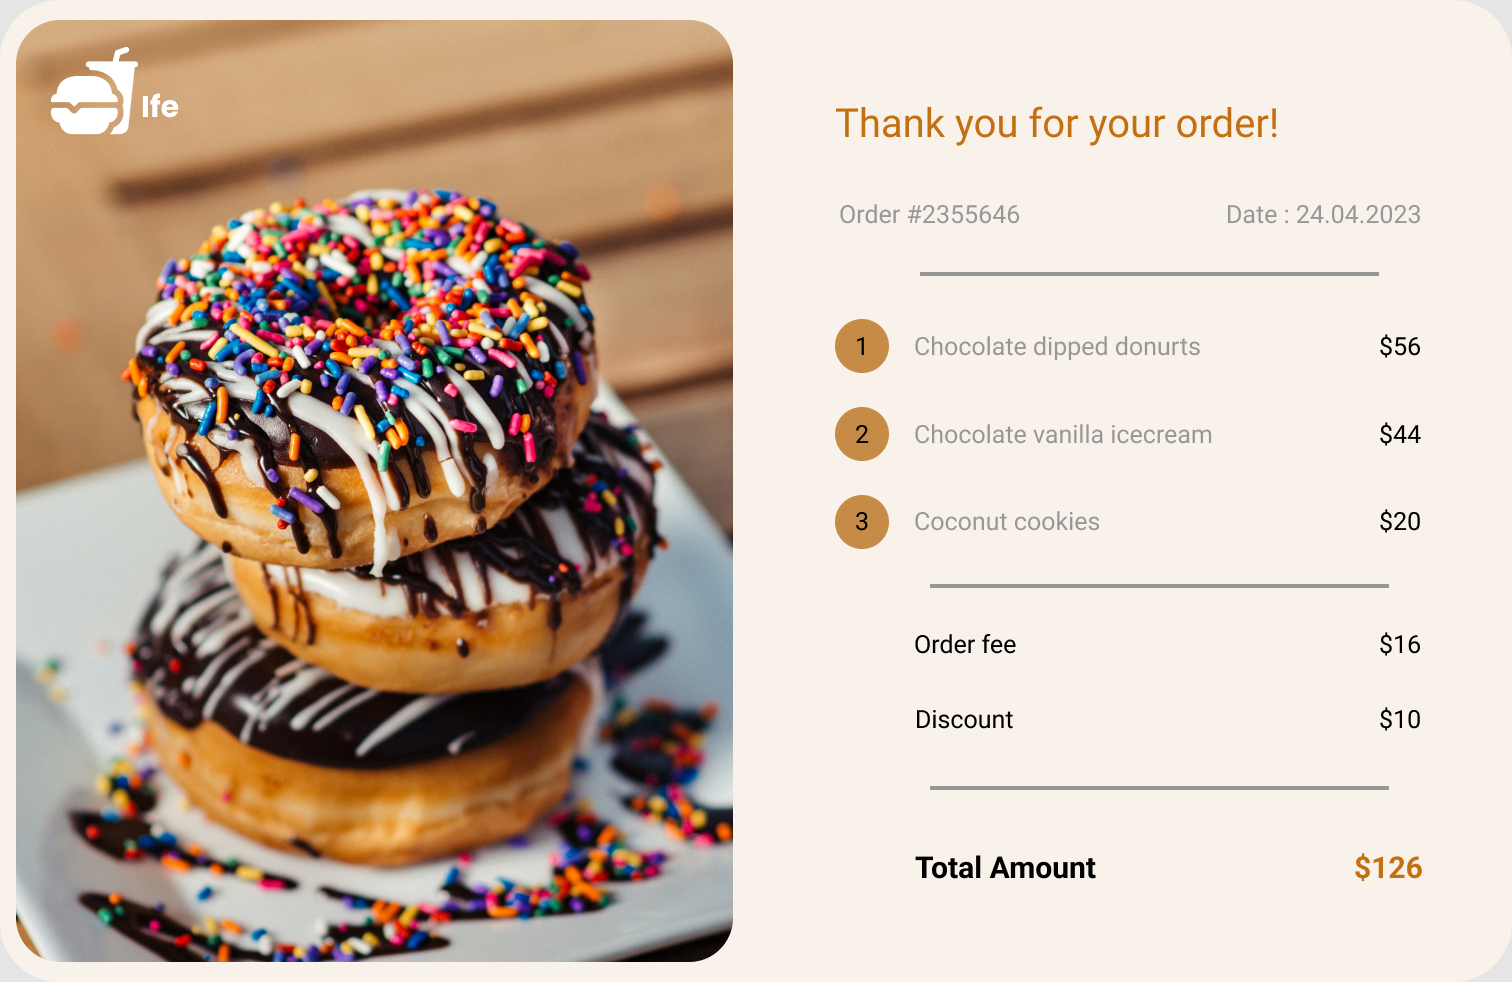 Ife
Thank you for your order!
Order #2355646 Date : 24.04.2023
1 Chocolate dipped donurts $56
2 Chocolate vanilla icecream $44
3 Coconut cookies $20
Order fee $16
Discount $10
Total Amount $126